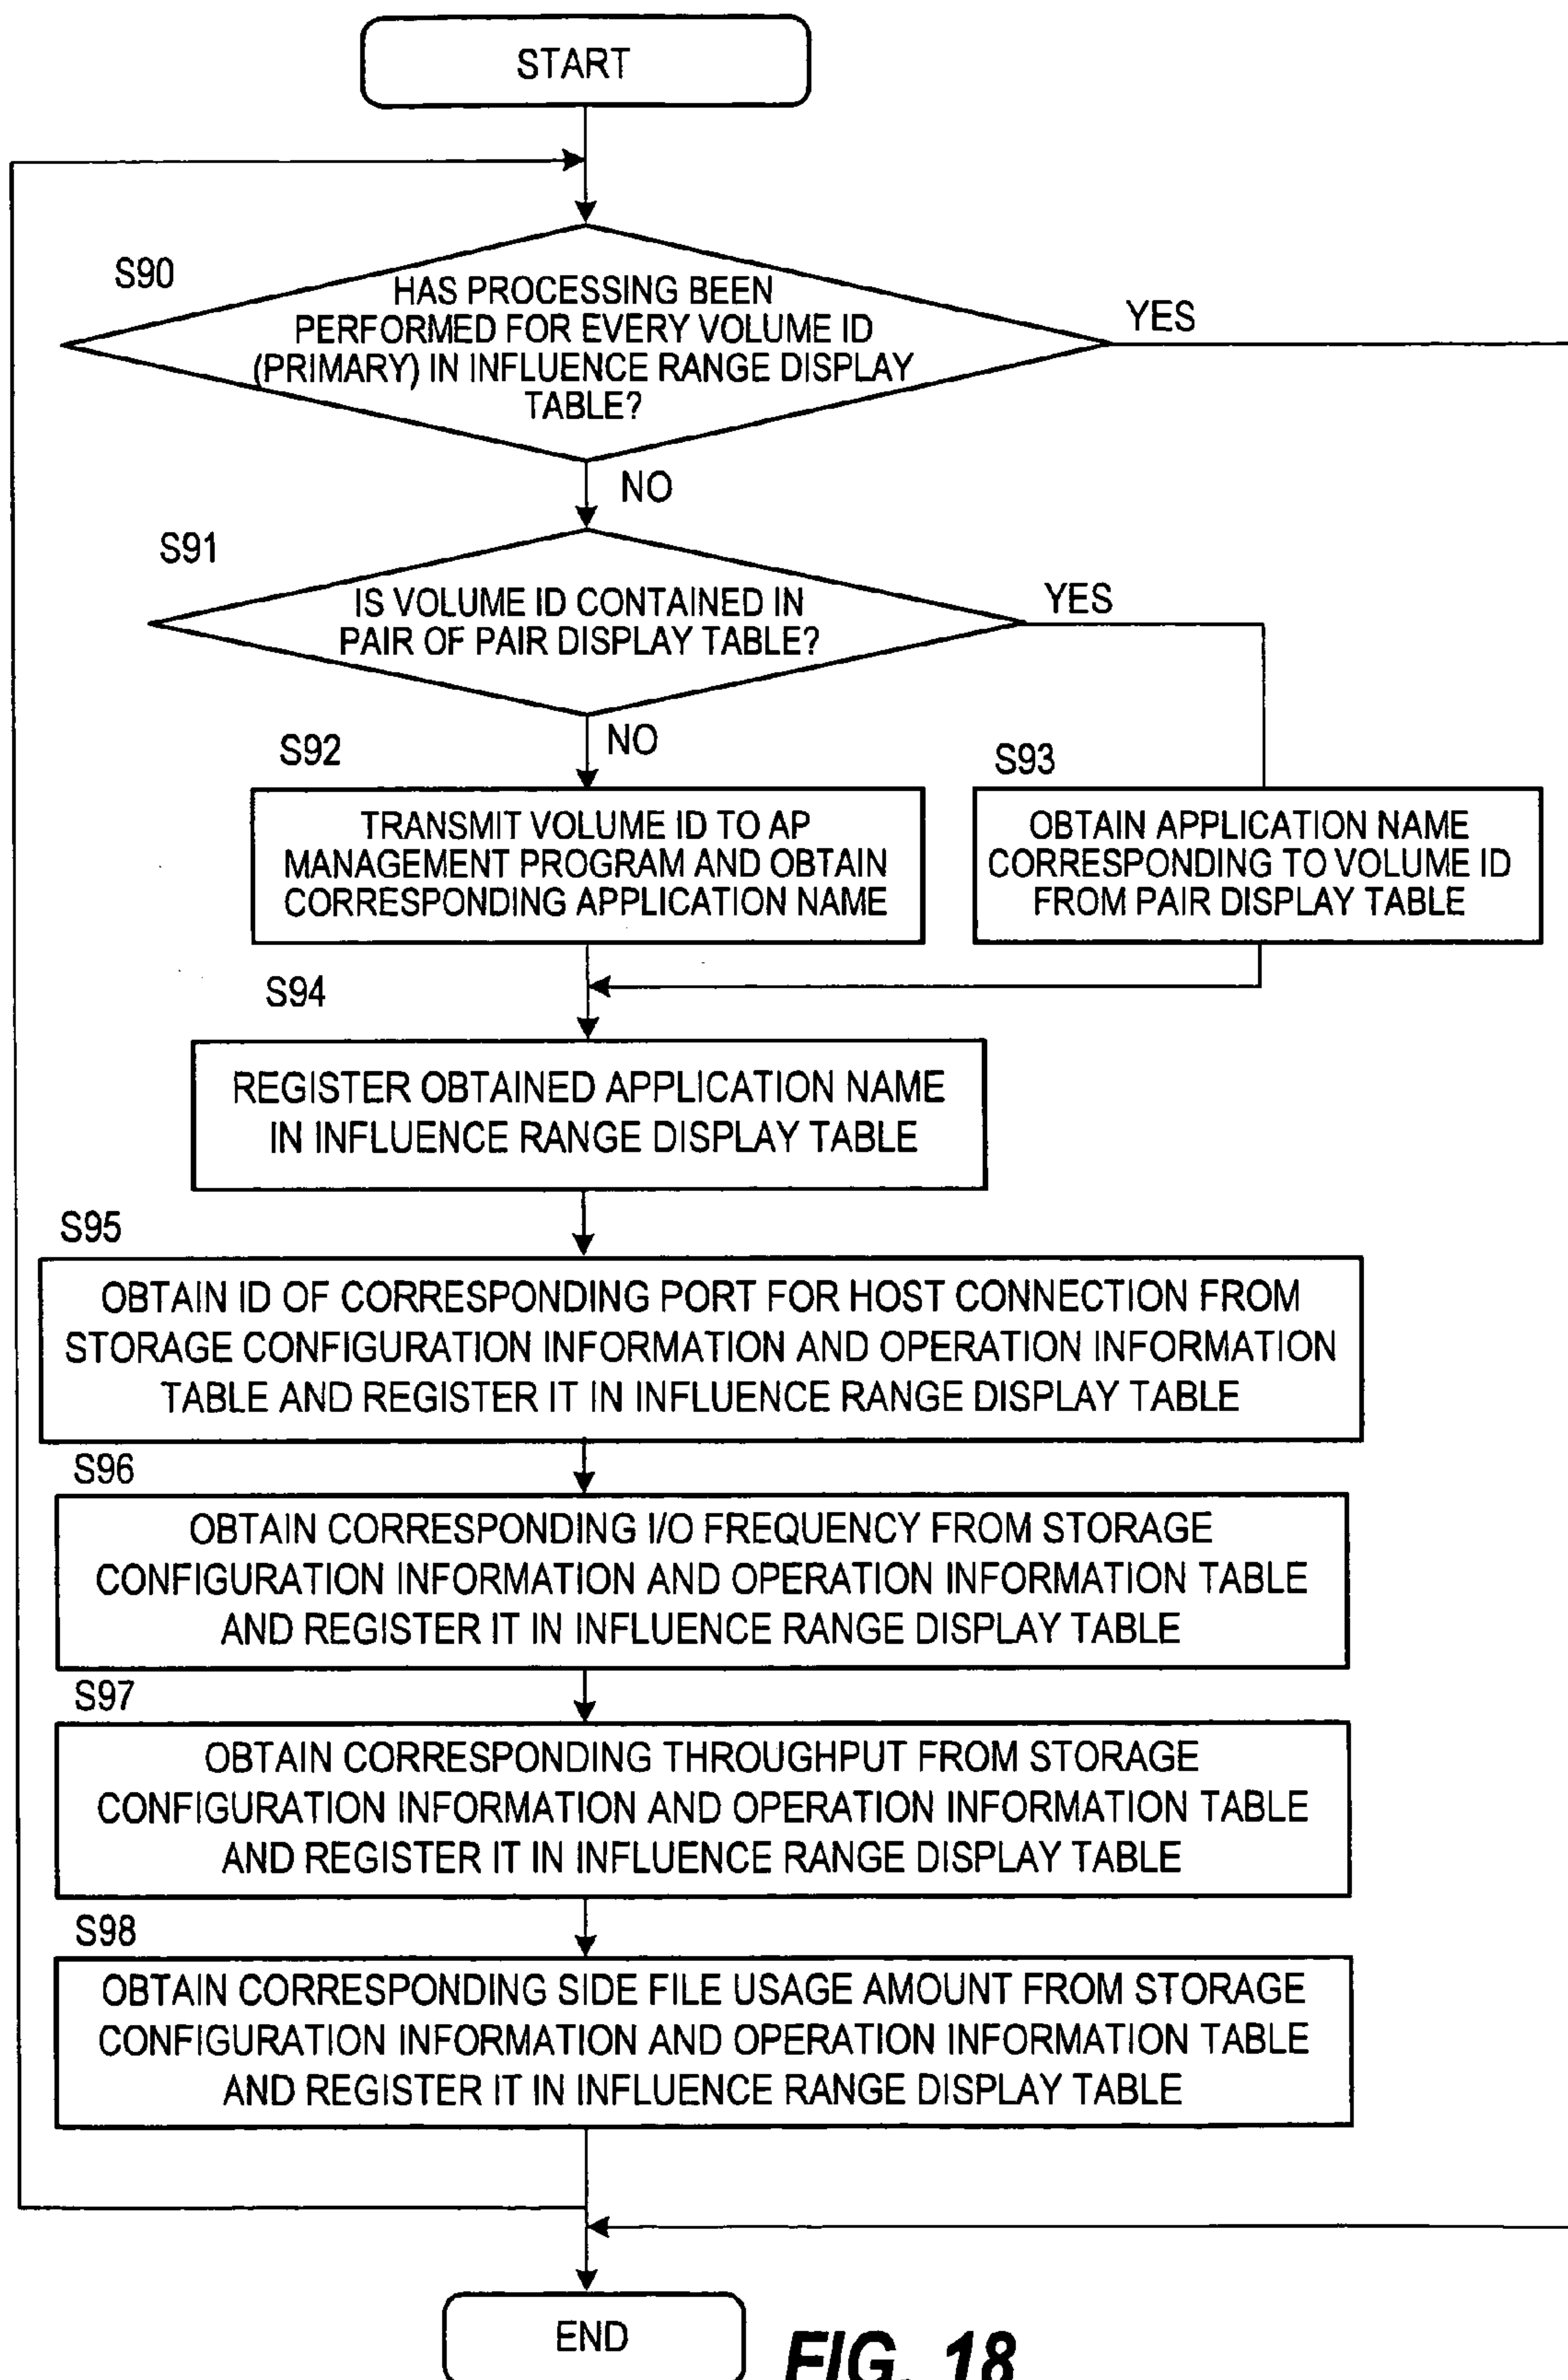 START
S90
HAS PROCESSING BEEN
PERFORMED FOR EVERY VOLUME ID
(PRIMARY) IN INFLUENCE RANGE DISPLAY
TABLE?
YES
NO
S91
IS VOLUME ID CONTAINED IN
PAIR OF PAIR DISPLAY TABLE?
YES
NO
S92
TRANSMIT VOLUME ID TO AP
MANAGEMENT PROGRAM AND OBTAIN
CORRESPONDING APPLICATION NAME
S93
OBTAIN APPLICATION NAME
CORRESPONDING TO VOLUME ID
FROM PAIR DISPLAY TABLE
S94
REGISTER OBTAINED APPLICATION NAME
IN INFLUENCE RANGE DISPLAY TABLE
S95
OBTAIN ID OF CORRESPONDING PORT FOR HOST CONNECTION FROM
STORAGE CONFIGURATION INFORMATION AND OPERATION INFORMATION
TABLE AND REGISTER IT IN INFLUENCE RANGE DISPLAY TABLE
S96
OBTAIN CORRESPONDING I/O FREQUENCY FROM STORAGE
CONFIGURATION INFORMATION AND OPERATION INFORMATION TABLE
AND REGISTER IT IN INFLUENCE RANGE DISPLAY TABLE
S97
OBTAIN CORRESPONDING THROUGHPUT FROM STORAGE
CONFIGURATION INFORMATION AND OPERATION INFORMATION TABLE
AND REGISTER IT IN INFLUENCE RANGE DISPLAY TABLE
S98
OBTAIN CORRESPONDING SIDE FILE USAGE AMOUNT FROM STORAGE
CONFIGURATION INFORMATION AND OPERATION INFORMATION TABLE
AND REGISTER IT IN INFLUENCE RANGE DISPLAY TABLE
END
FIG. 18